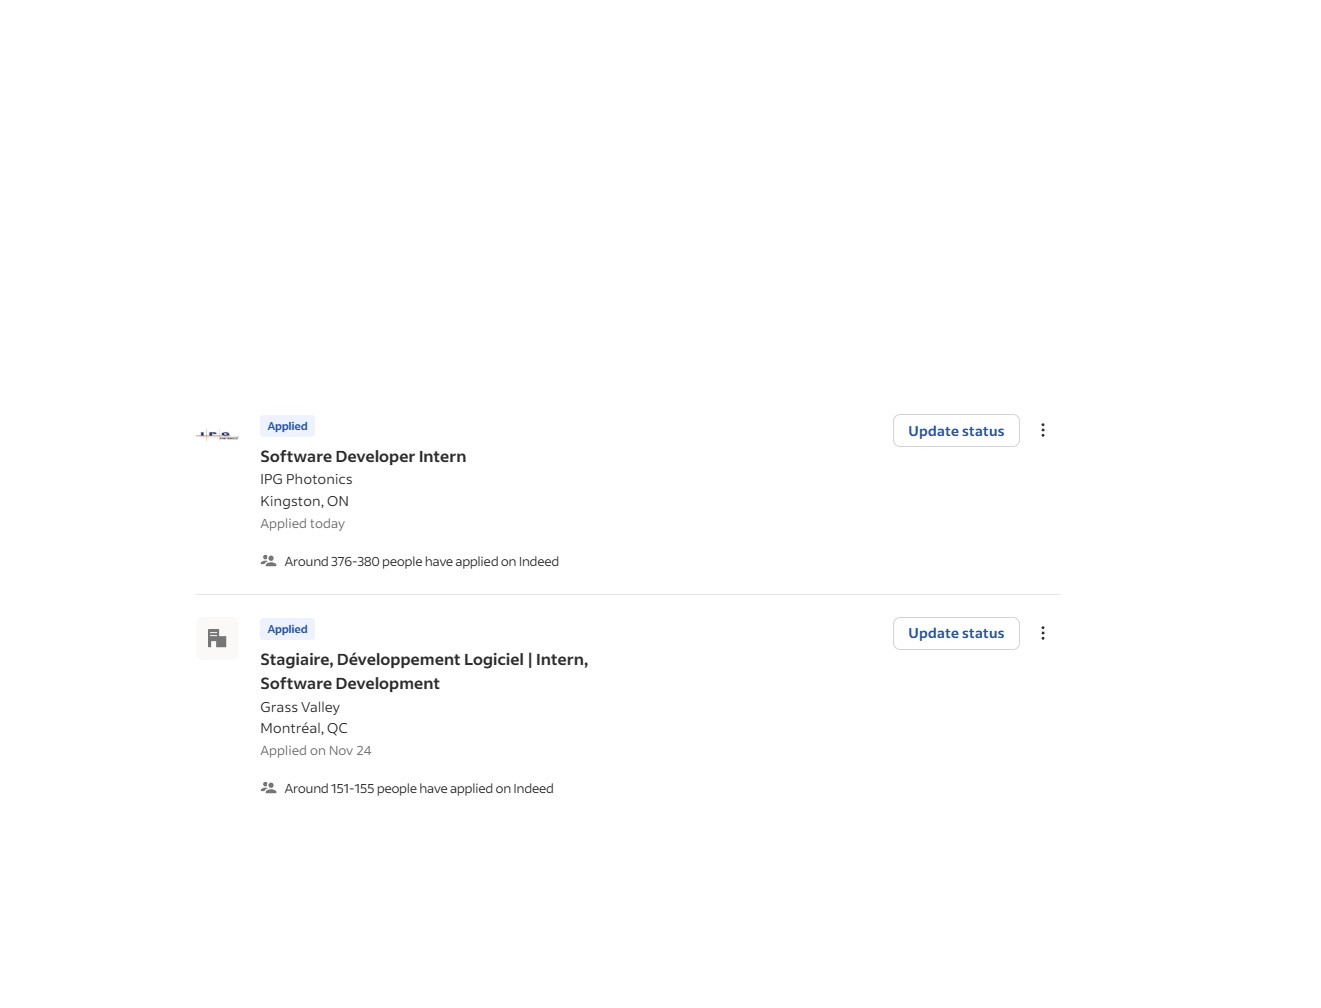 IPG
Applied
Update status
Software Developer Intern
IPG Photonics
Kingston, ON
Applied today
Around 376-380 people have applied on Indeed
Applied
Update status
Stagiaire, Développement Logiciel | Intern,
Software Development
Grass Valley
Montréal, QC
Applied on Nov 24
Around 151-155 people have applied on Indeed